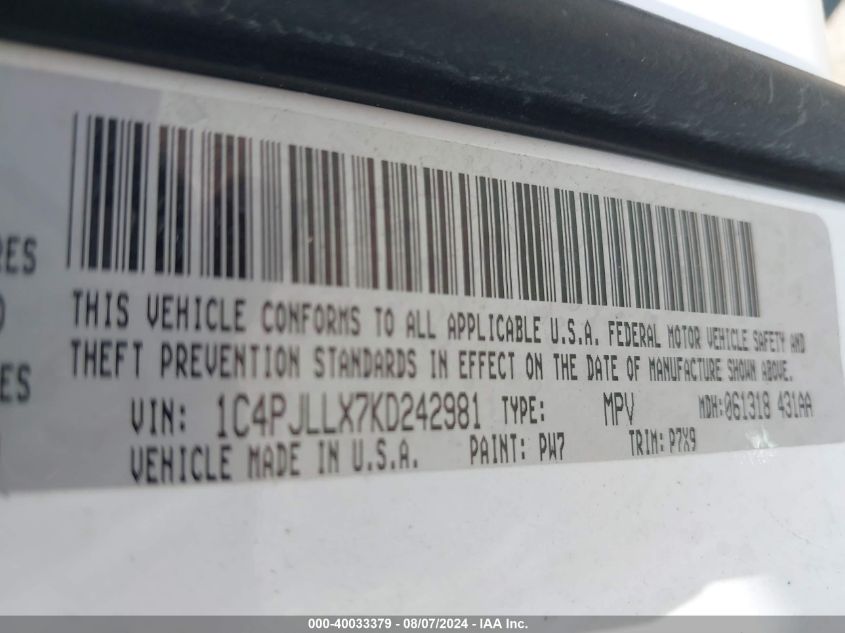 RES
THIS VEHICLE CONFORMS TO ALL APPLICABLE U.S.A. FEDERAL MOTOR VEHICLE SAFETY AND
THEFT PREVENTION STANDARDS IN EFFECT ON THE DATE OF MANUFACTURE SHOWN ABOVE.
ES
VIN: 1C4PJLLX7KD242981 TYPE: MPV MDH: 061318 431AA
VEHICLE MADE IN U.S.A. PAINT: PW7 TRIM: P7X9
000-40033379 - 08/07/2024 - IAA Inc.